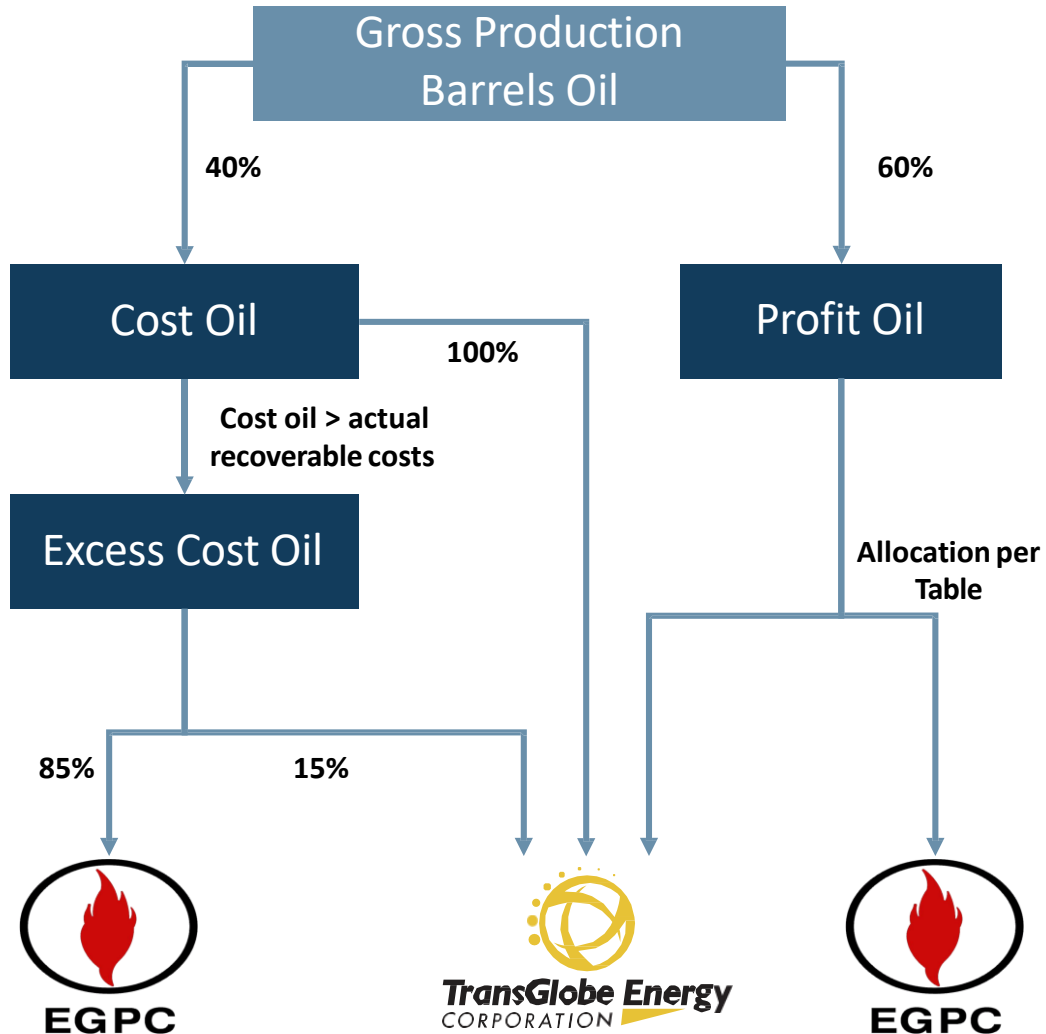 Gross Production
Barrels Oil
40%
60%
Cost Oil
Profit Oil
100%
Cost oil > actual
recoverable costs
Excess Cost Oil
Allocation per
Table
85%
15%
EGPC
TransGlobe Energy
CORPORATION
EGPC